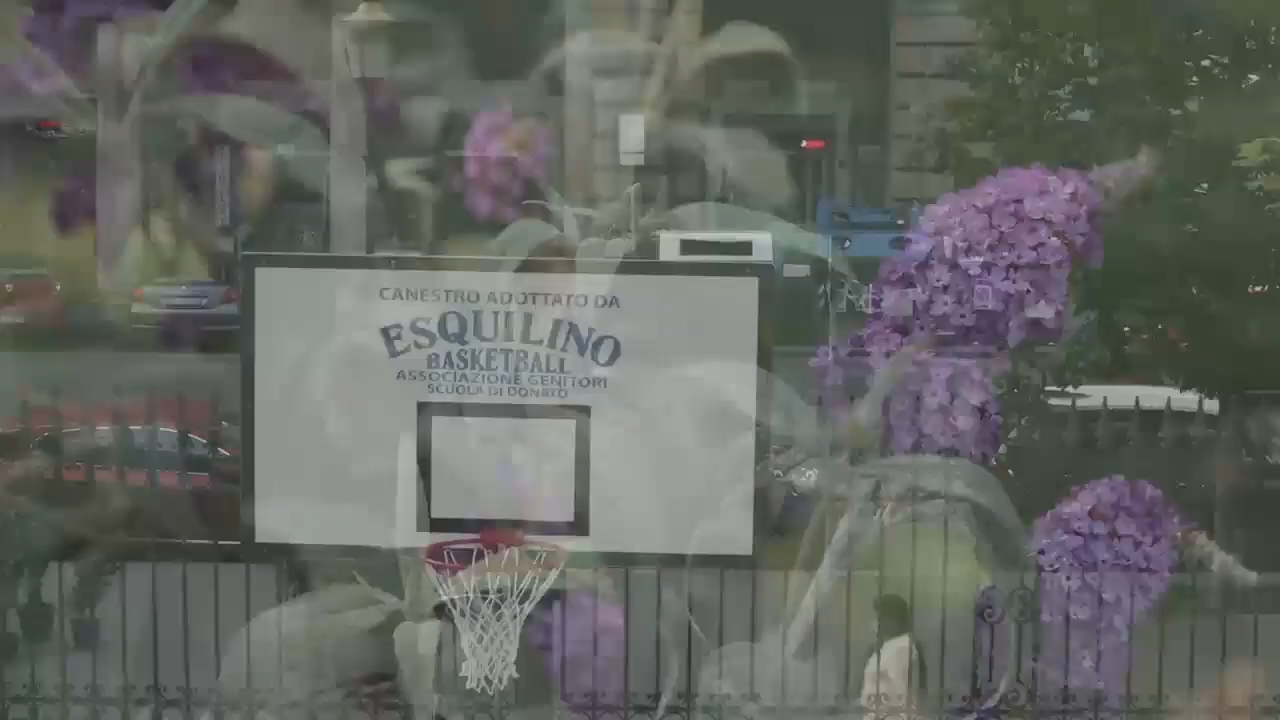 CANESTRO ADOTTATO DA
ESQUILINO
BASKETBALL
ASSOCIAZIONE GENITORI
SCUOLA DI DONATO